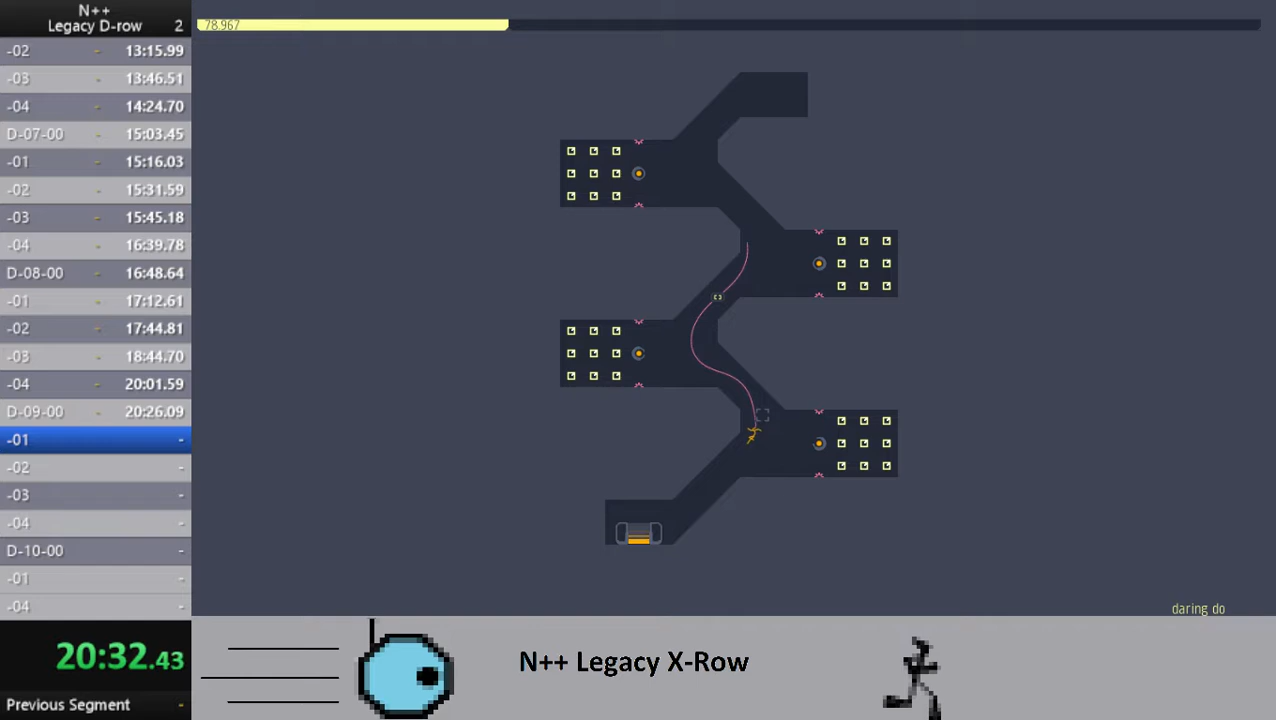 N++
Legacy D-row 2
78.967
-02 - 13:15.99
-03 - 13:46.51
-04 - 14:24.70
D-07-00 - 15:03.45
-01 - 15:16.03
-02 - 15:31.59
-03 - 15:45.18
-04 - 16:39.78
D-08-00 - 16:48.64
-01 - 17:12.61
-02 - 17:44.81
-03 - 18:44.70
-04 - 20:01.59
D-09-00 - 20:26.09
-01 -
-02 -
-03 -
-04 -
D-10-00 -
-01 -
-04 -
daring do
20:32.43
Previous Segment -
N++ Legacy X-Row